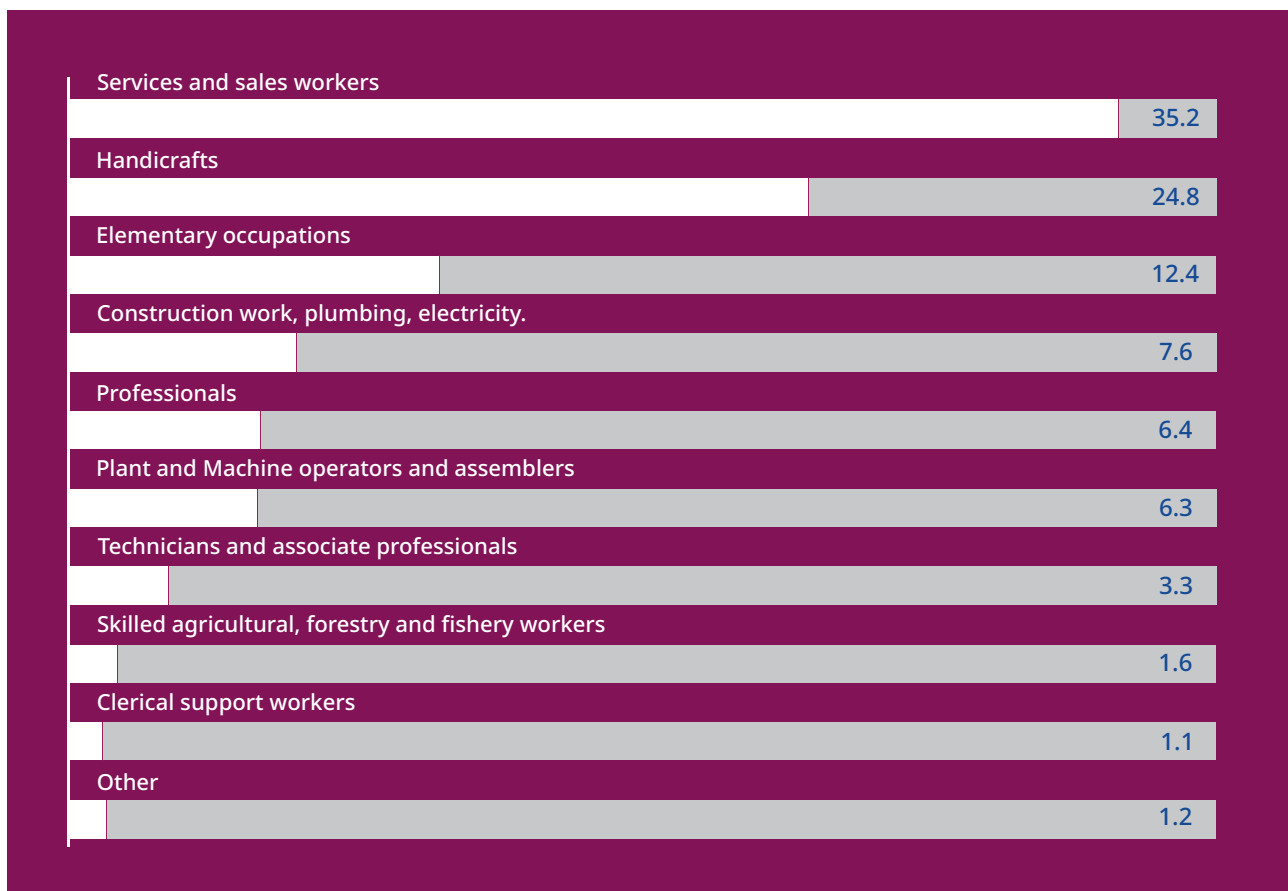 Services and sales workers
35.2
Handicrafts
24.8
Elementary occupations
12.4
Construction work, plumbing, electricity.
7.6
Professionals
6.4
Plant and Machine operators and assemblers
6.3
Technicians and associate professionals
3.3
Skilled agricultural, forestry and fishery workers
1.6
Clerical support workers
1.1
Other
1.2